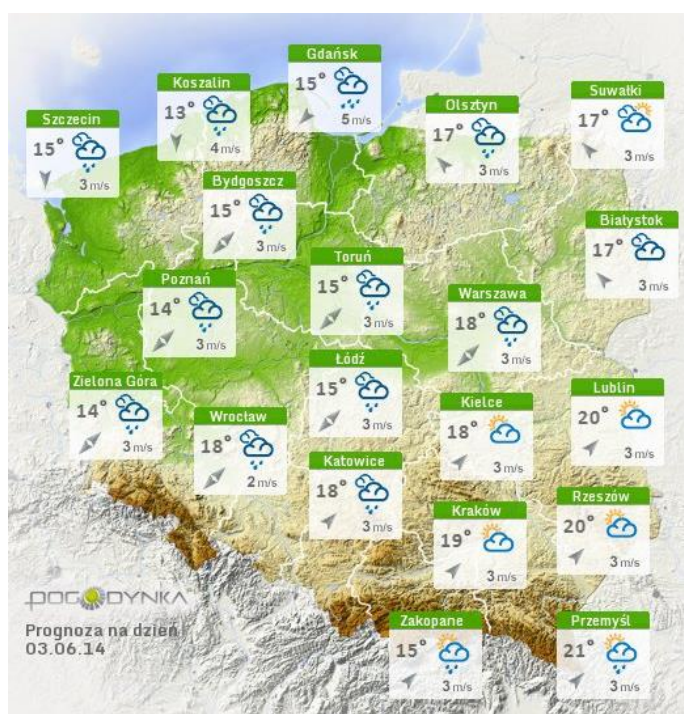 Gdańsk
15°
5 m/s
Koszalin
13°
4 m/s
Suwałki
17°
3 m/s
Olsztyn
17°
3 m/s
Szczecin
15°
3 m/s
Bydgoszcz
15°
3 m/s
Białystok
17°
3 m/s
Toruń
15°
3 m/s
Poznań
14°
3 m/s
Warszawa
18°
3 m/s
Łódź
15°
3 m/s
Zielona Góra
14°
3 m/s
Lublin
20°
3 m/s
Kielce
18°
3 m/s
Wrocław
18°
2 m/s
Katowice
18°
3 m/s
Rzeszów
20°
3 m/s
Kraków
19°
3 m/s
POGODYNKA
Prognoza na dzień
03.06.14
Zakopane
15°
3 m/s
Przemyśl
21°
3 m/s